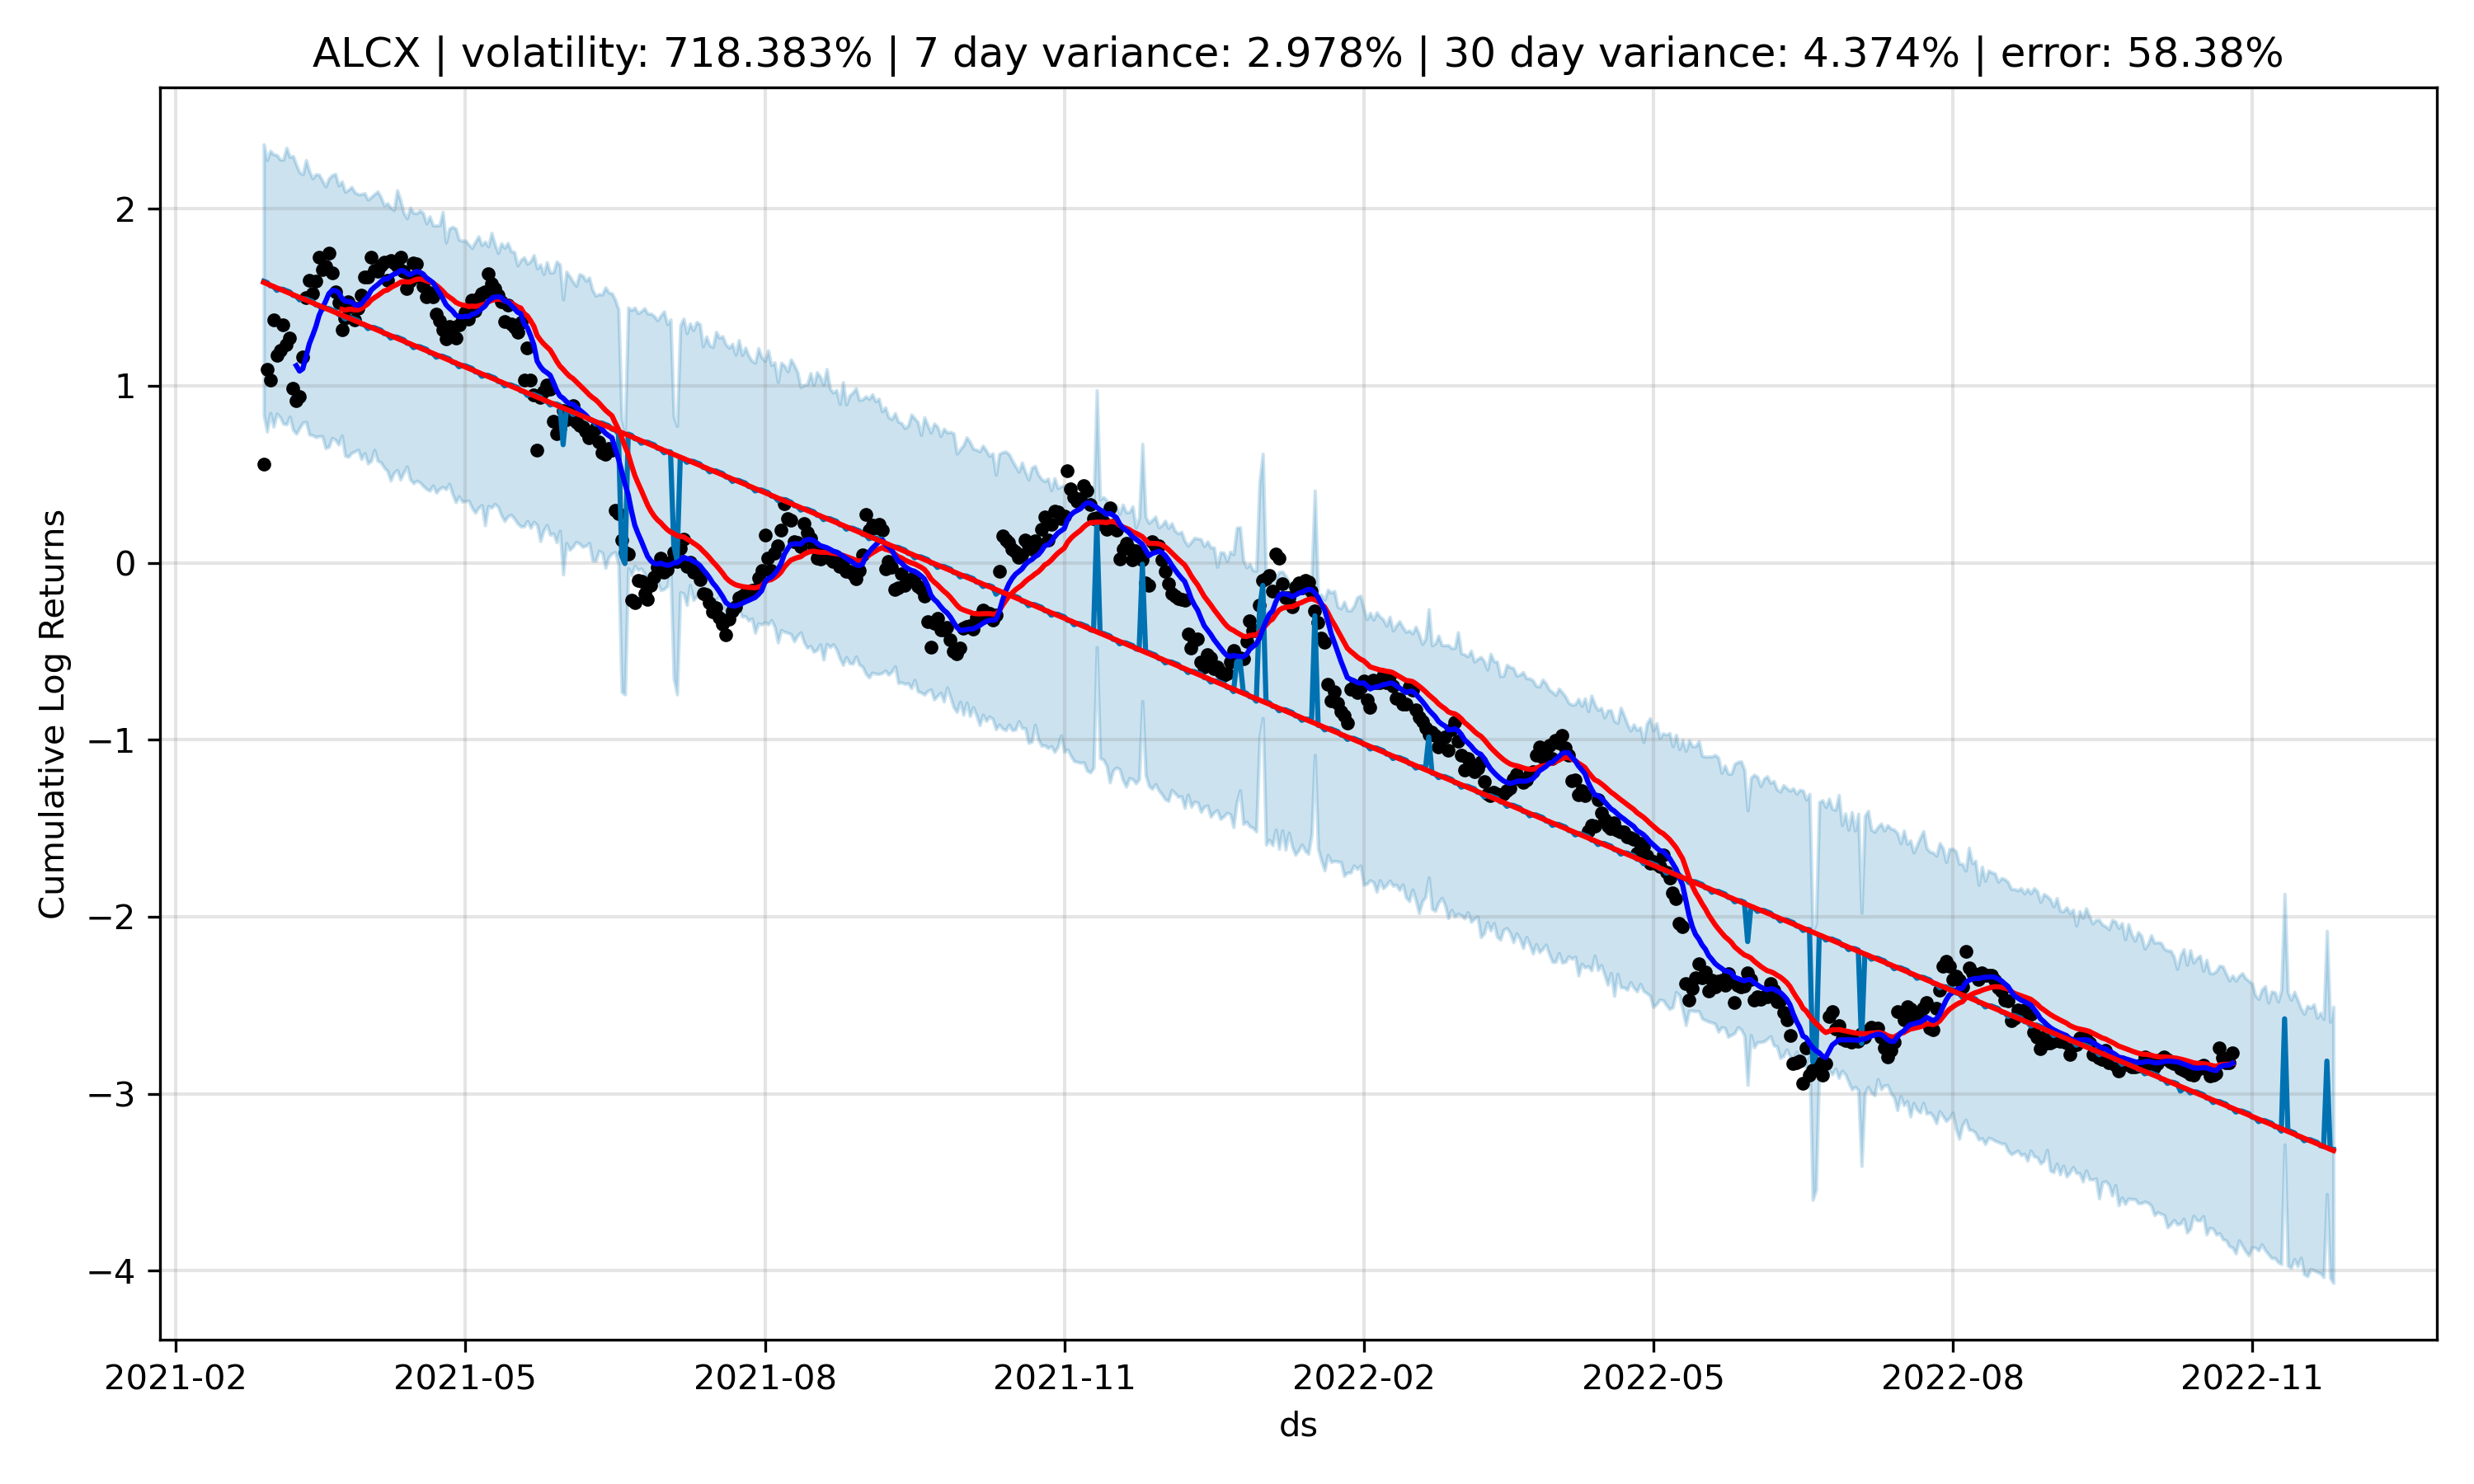 ALCX | volatility: 718.383% | 7 day variance: 2.978% | 30 day variance: 4.374% | error: 58.38%
Cumulative Log Returns
2
1
0
−1
−2
−3
−4
2021-02 2021-05 2021-08 2021-11 2022-02 2022-05 2022-08 2022-11
ds